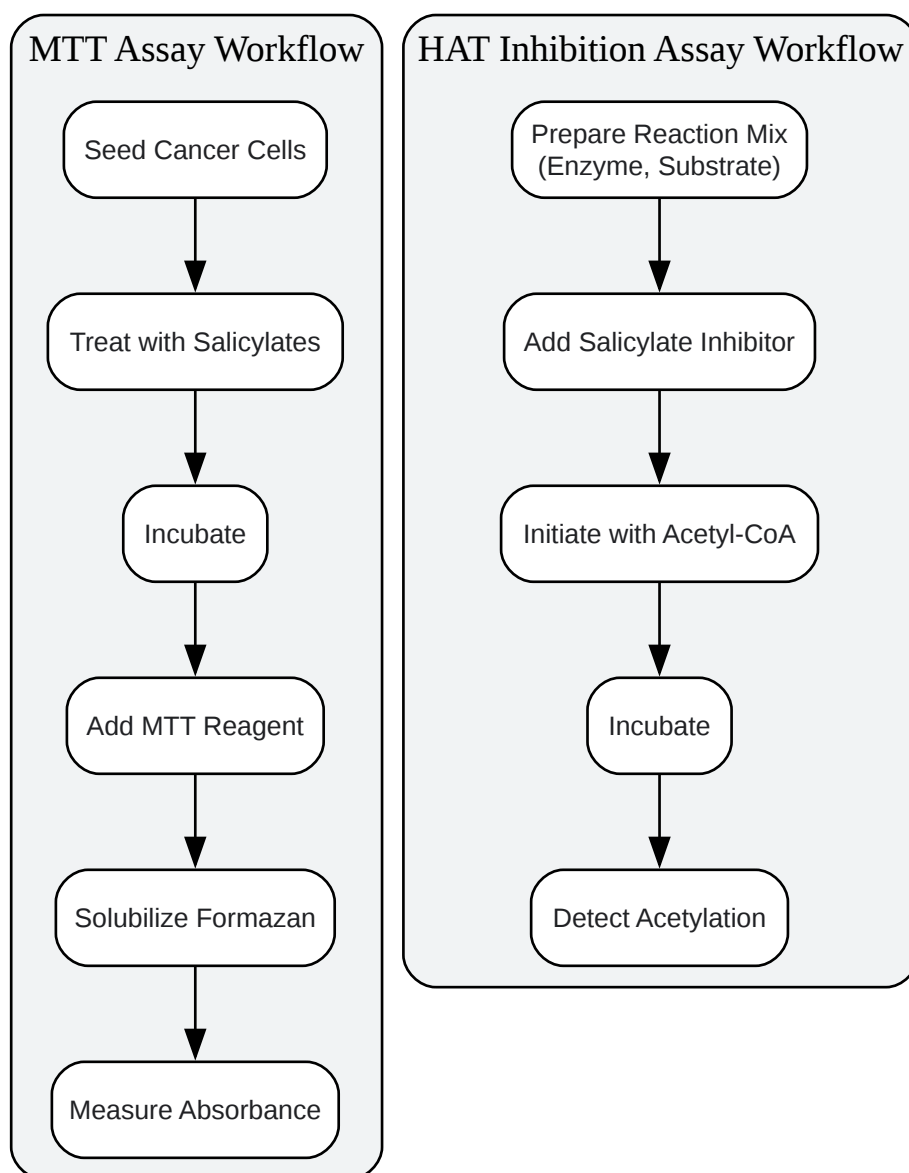 MTT Assay Workflow
Seed Cancer Cells
Treat with Salicylates
Incubate
Add MTT Reagent
Solubilize Formazan
Measure Absorbance
HAT Inhibition Assay Workflow
Prepare Reaction Mix
(Enzyme, Substrate)
Add Salicylate Inhibitor
Initiate with Acetyl-CoA
Incubate
Detect Acetylation